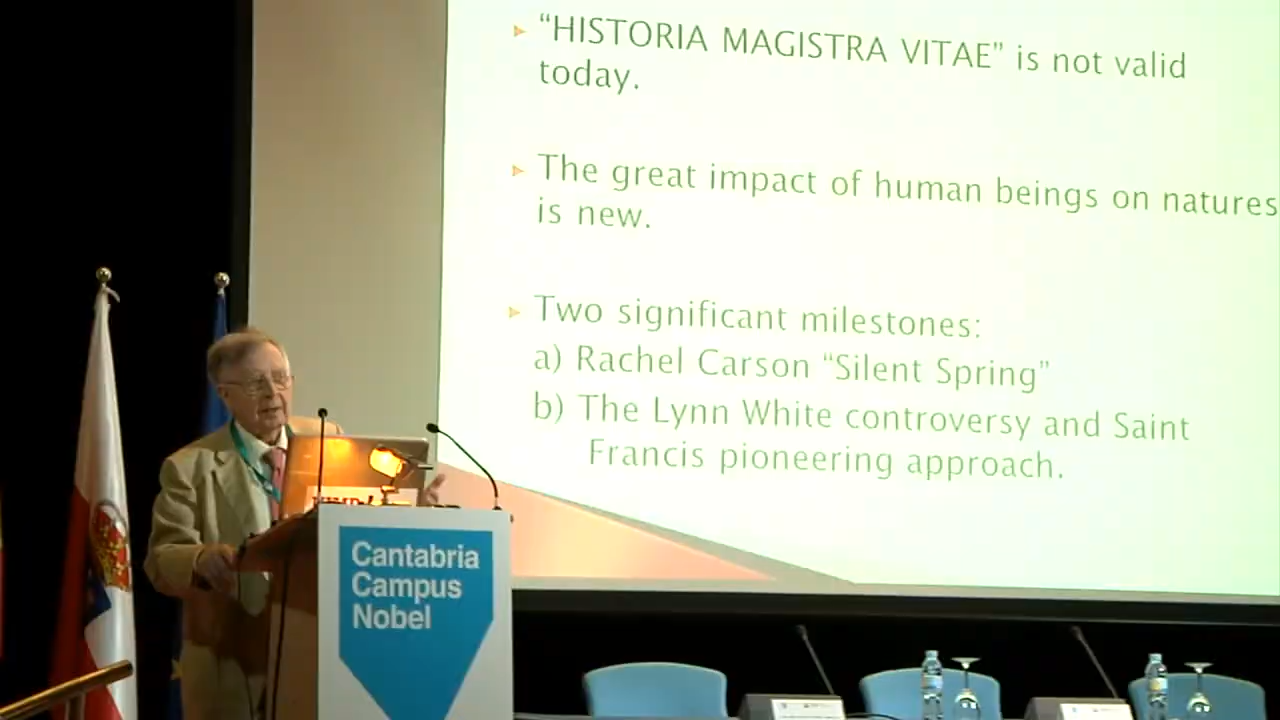 “HISTORIA MAGISTRA VITAE” is not valid
today.
The great impact of human beings on natures
is new.
Two significant milestones:
a) Rachel Carson “Silent Spring”
b) The Lynn White controversy and Saint
Francis pioneering approach.
Cantabria
Campus
Nobel